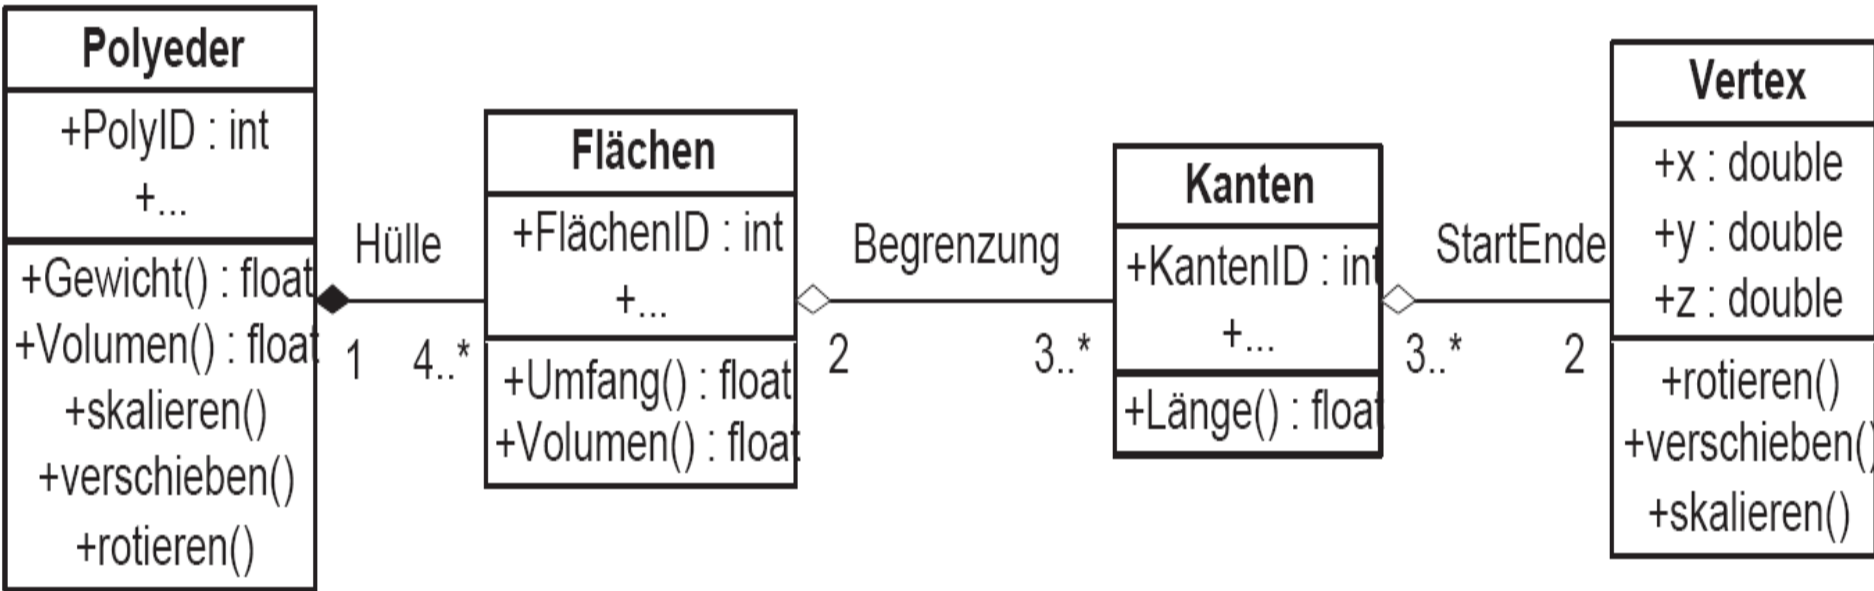 Polyeder
+PolyID : int
+...
+Gewicht() : float
+Volumen() : float
+skalieren()
+verschieben()
+rotieren()
Hülle
1
4..*
Flächen
+FlächenID : int
+...
+Umfang() : float
+Volumen() : float
Begrenzung
2
3..*
Kanten
+KantenID : int
+...
+Länge() : float
StartEnde
3..*
2
Vertex
+x : double
+y : double
+z : double
+rotieren()
+verschieben()
+skalieren()